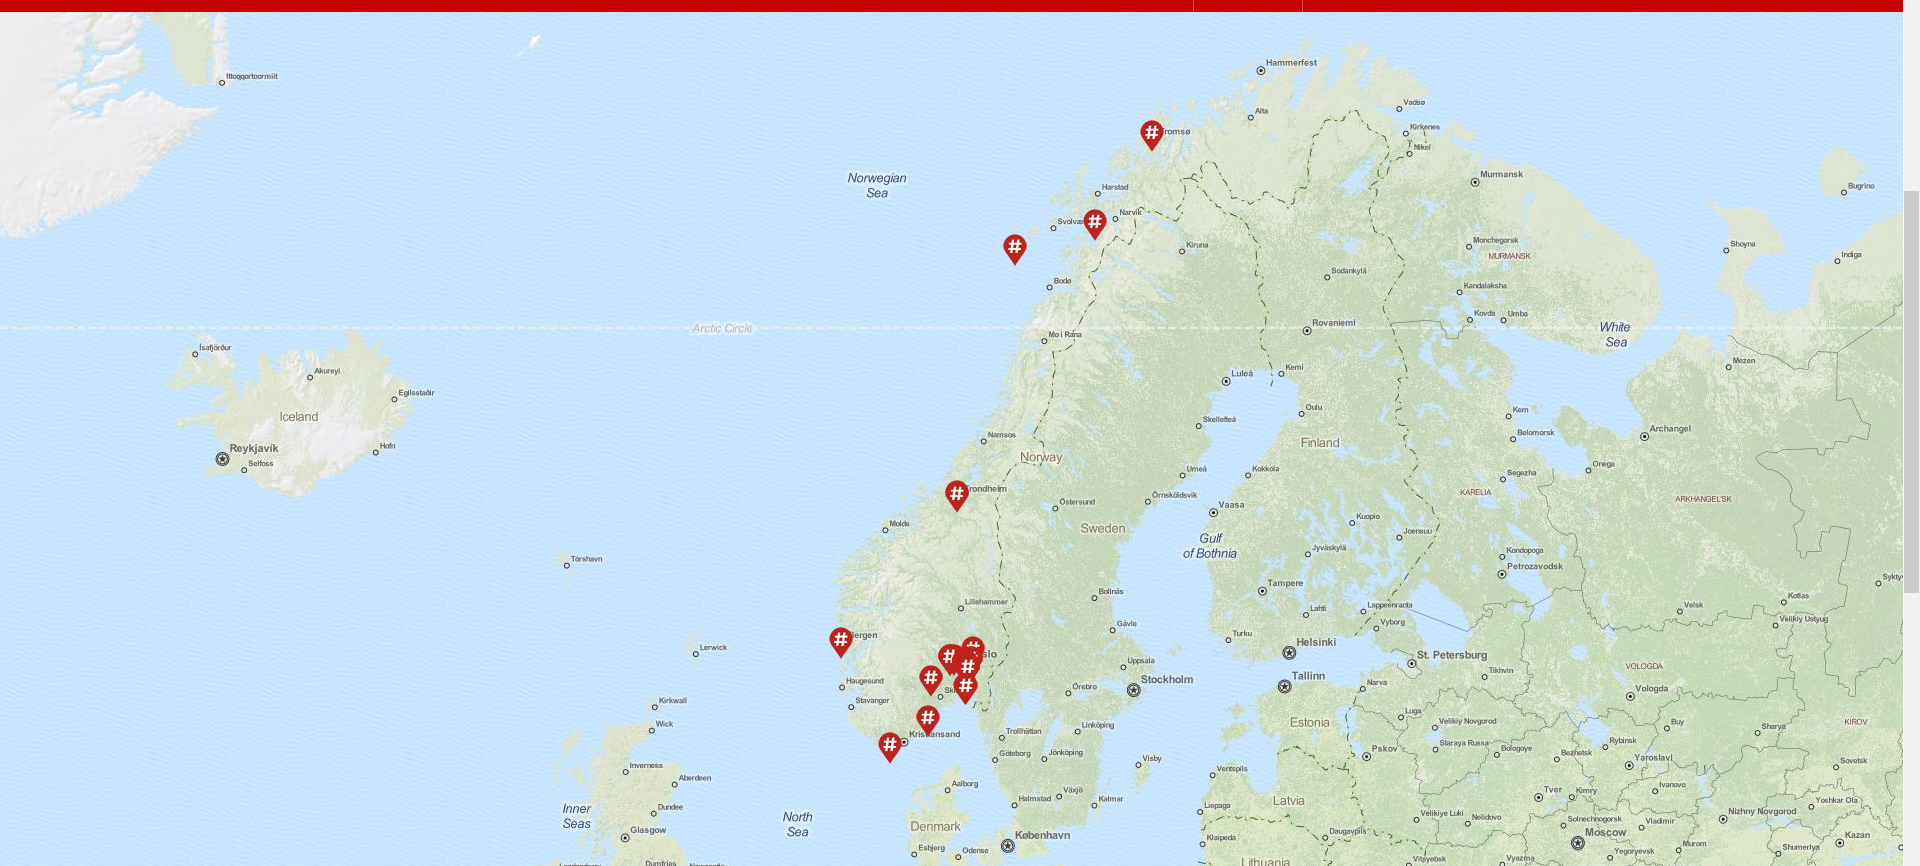 Hammerfest
Ittoqqortoormiit
Vadsø
Alta
Kirkenes
#
Tromsø
Nikel
Murmansk
Norwegian
Sea
Harstad
Bugrino
Narvik
#
Svolvæ
#
Kiruna
Monchegorsk
MURMANSK
Shoyna
Indiga
Sodankylä
Bodø
Kandalaksha
Kovda
Umba
Arctic Circle
Rovaniemi
White
Sea
Mo i Rana
Ísafjörður
Akureyri
Mezen
Kemi
Luleå
Egilsstaðir
Iceland
Oulu
Kem
Skellefteå
Archangel
Belomorsk
Namsos
Finland
Reykjavík
Hofn
Selfoss
Norway
Onega
Umeå
Kokkola
Segezha
#
Trondheim
KARELIA
ARKHANGEL'SK
Örnsköldsvik
Östersund
Vaasa
Kuopio
Molde
Sweden
Joensuu
Gulf
of Bothnia
Jyväskylä
Kondopoga
Petrozavodsk
Tórshavn
Tampere
Syktyv
Bollnäs
Kotlas
Lillehammer
Lahti
Lappeenranta
Velsk
Velikiy Ustyug
Gävle
Vyborg
#
Bergen
Turku
Helsinki
Lerwick
#
#
#
slo
St. Petersburg
Uppsala
VOLOGDA
Tikhvin
#
Haugesund
#
Sk
Stockholm
Tallinn
Narva
Örebro
Vologda
Kirkwall
Stavanger
Luga
#
Wick
Estonia
Velikiy Novgorod
Buy
Sharya
KIROV
Linköping
Trollhättan
#
Kristiansand
Staraya Russa
Rybinsk
Pskov
Bologoye
Bezhetsk
Göteborg
Jönköping
Visby
Yaroslavl
Sovetsk
Inverness
Ventspils
Aberdeen
Aalborg
Tver
Kimry
Ivanovo
Växjö
Halmstad
Kalmar
Latvia
Yoshkar Ola
Inner
Seas
Dundee
Liepaga
North
Sea
Velikiye Luki
Nelidovo
Solnechnogorsk
Vladimir
Nizhny Novgorod
Denmark
Glasgow
København
Klaipeda
Daugavpils
Moscow
Kazan
Esbjerg
Odense
Yegoryevsk
Murom
Shumerlya
Dumfries
Lithuania
Vitsyebsk
Vyazma